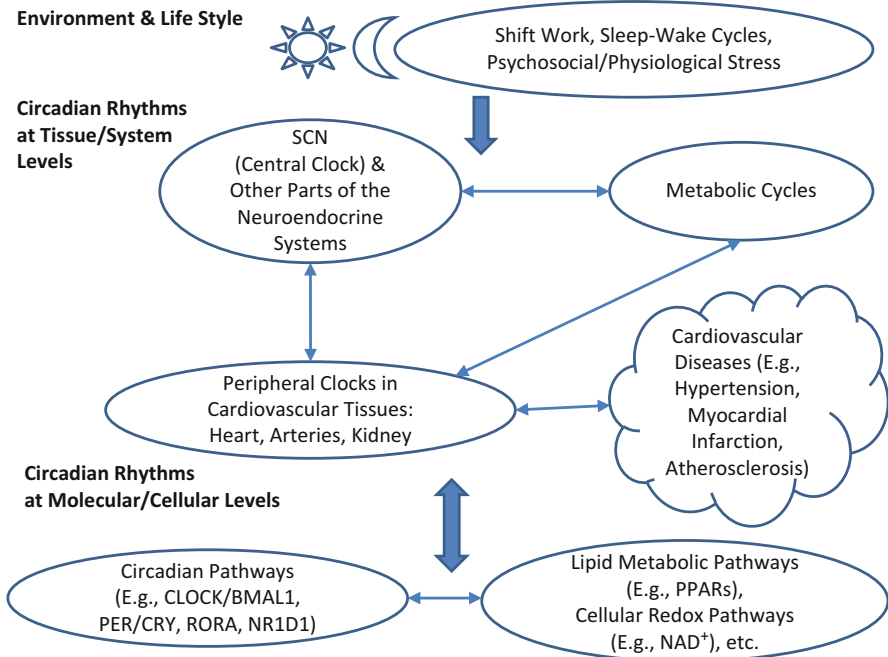 Environment & Life Style
Shift Work, Sleep-Wake Cycles,
Psychosocial/Physiological Stress
Circadian Rhythms
at Tissue/System
Levels
SCN
(Central Clock) &
Other Parts of the
Neuroendocrine
Systems
Metabolic Cycles
Peripheral Clocks in
Cardiovascular Tissues:
Heart, Arteries, Kidney
Cardiovascular
Diseases (E.g.,
Hypertension,
Myocardial
Infarction,
Atherosclerosis)
Circadian Rhythms
at Molecular/Cellular Levels
Circadian Pathways
(E.g., CLOCK/BMAL1,
PER/CRY, RORA, NR1D1)
Lipid Metabolic Pathways
(E.g., PPARs),
Cellular Redox Pathways
(E.g., NAD⁺), etc.